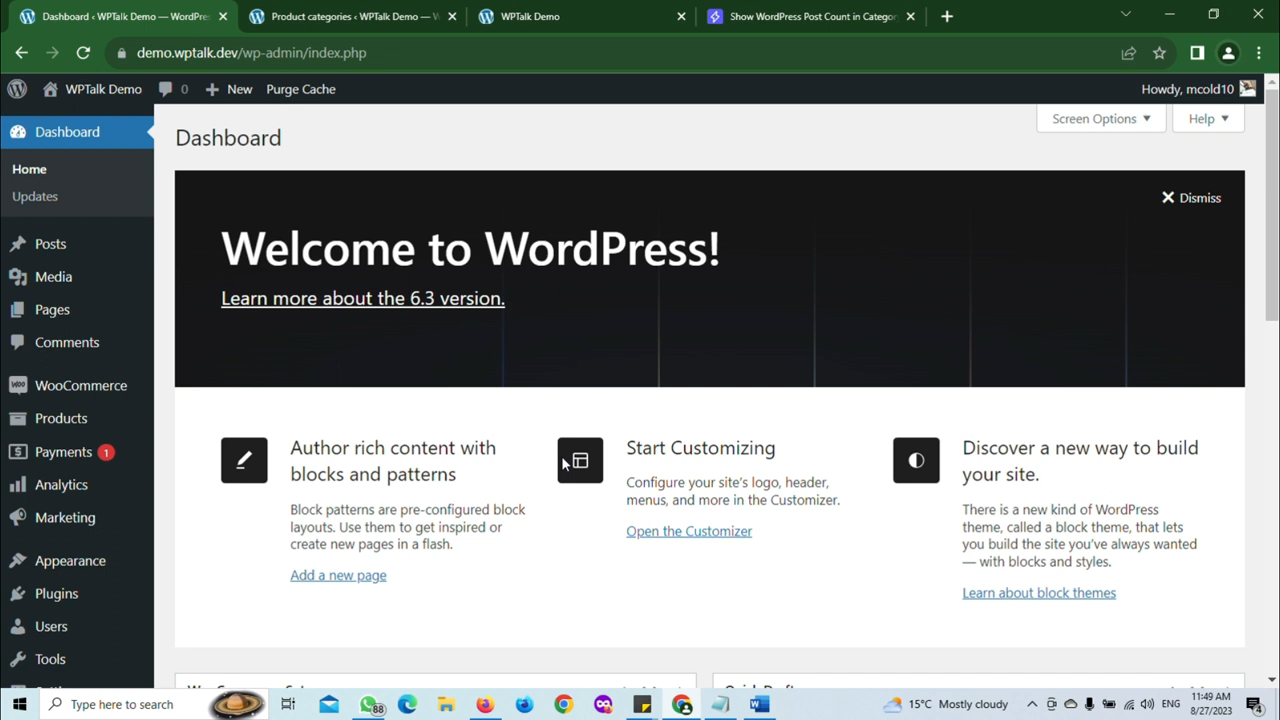 Dashboard ‹ WPTalk Demo — WordPre
Product categories ‹ WPTalk Demo — W
WPTalk Demo
Show WordPress Post Count in Categor
demo.wptalk.dev/wp-admin/index.php
WPTalk Demo
0
New
Purge Cache
Howdy, mcold10
Dashboard
Home
Updates
Posts
Media
Pages
Comments
WooCommerce
Products
Payments 1
Analytics
Marketing
Appearance
Plugins
Users
Tools
Screen Options
Help
Dashboard
Dismiss
Welcome to WordPress!
Learn more about the 6.3 version.
Author rich content with
blocks and patterns
Block patterns are pre-configured block
layouts. Use them to get inspired or
create new pages in a flash.
Add a new page
Start Customizing
Configure your site's logo, header,
menus, and more in the Customizer.
Open the Customizer
Discover a new way to build
your site.
There is a new kind of WordPress
theme, called a block theme, that lets
you build the site you've always wanted
— with blocks and styles.
Learn about block themes
Quick Draft
Type here to search
88
15°C Mostly cloudy
ENG
11:49 AM
8/27/2023
4